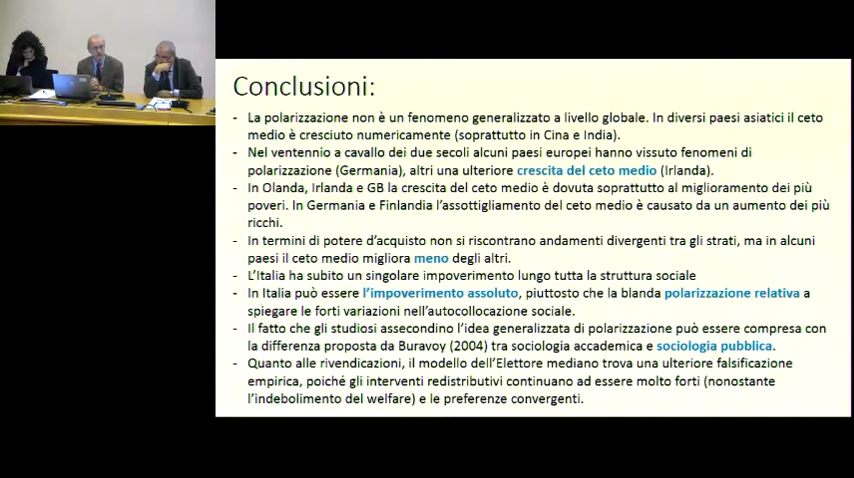 Conclusioni:
- La polarizzazione non è un fenomeno generalizzato a livello globale. In diversi paesi asiatici il ceto
medio è cresciuto numericamente (soprattutto in Cina e India).
- Nel ventennio a cavallo dei due secoli alcuni paesi europei hanno vissuto fenomeni di
polarizzazione (Germania), altri una ulteriore crescita del ceto medio (Irlanda).
- In Olanda, Irlanda e GB la crescita del ceto medio è dovuta soprattutto al miglioramento dei più
poveri. In Germania e Finlandia l'assottigliamento del ceto medio è causato da un aumento dei più
ricchi.
- In termini di potere d'acquisto non si riscontrano andamenti divergenti tra gli strati, ma in alcuni
paesi il ceto medio migliora meno degli altri.
- L'Italia ha subito un singolare impoverimento lungo tutta la struttura sociale
- In Italia può essere l'impoverimento assoluto, piuttosto che la blanda polarizzazione relativa a
spiegare le forti variazioni nell'autocollocazione sociale.
- Il fatto che gli studiosi assecondino l'idea generalizzata di polarizzazione può essere compresa con
la differenza proposta da Buravoy (2004) tra sociologia accademica e sociologia pubblica.
- Quanto alle rivendicazioni, il modello dell'Elettore mediano trova una ulteriore falsificazione
empirica, poiché gli interventi redistributivi continuano ad essere molto forti (nonostante
l'indebolimento del welfare) e le preferenze convergenti.